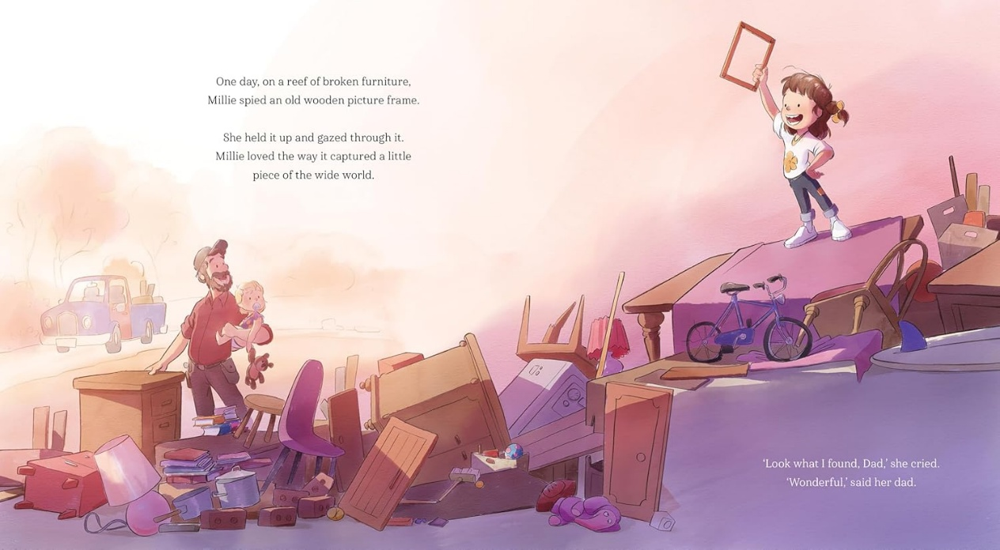 One day, on a reef of broken furniture,
Millie spied an old wooden picture frame.
She held it up and gazed through it.
Millie loved the way it captured a little
piece of the wide world.
‘Look what I found, Dad,’ she cried.
‘Wonderful,’ said her dad.